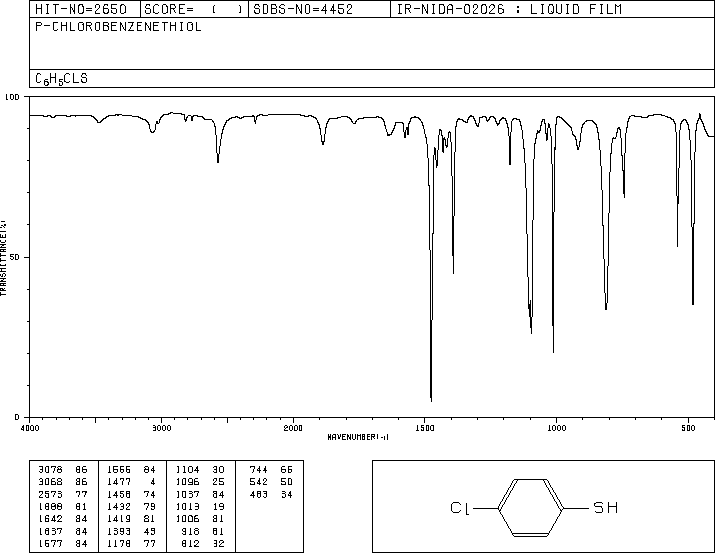 HIT-NO=2650 SCORE= ( ) SDBS-NO=4452 IR-NIDA-02026 : LIQUID FILM
P-CHLOROBENZENETHIOL
C6H5CLS
100
50
0
TRANSMITTANCE(%)
4000 3000 2000 1500 1000 500
WAVENUMBER(-1)
3078 86 1566 84 1104 30 744 66
3068 86 1477 4 1096 25 542 50
2573 77 1458 74 1037 84 483 34
1888 81 1432 79 1013 19
1642 84 1419 81 1006 81
1637 84 1393 43 918 81
1577 84 1178 77 812 32
Cl SH